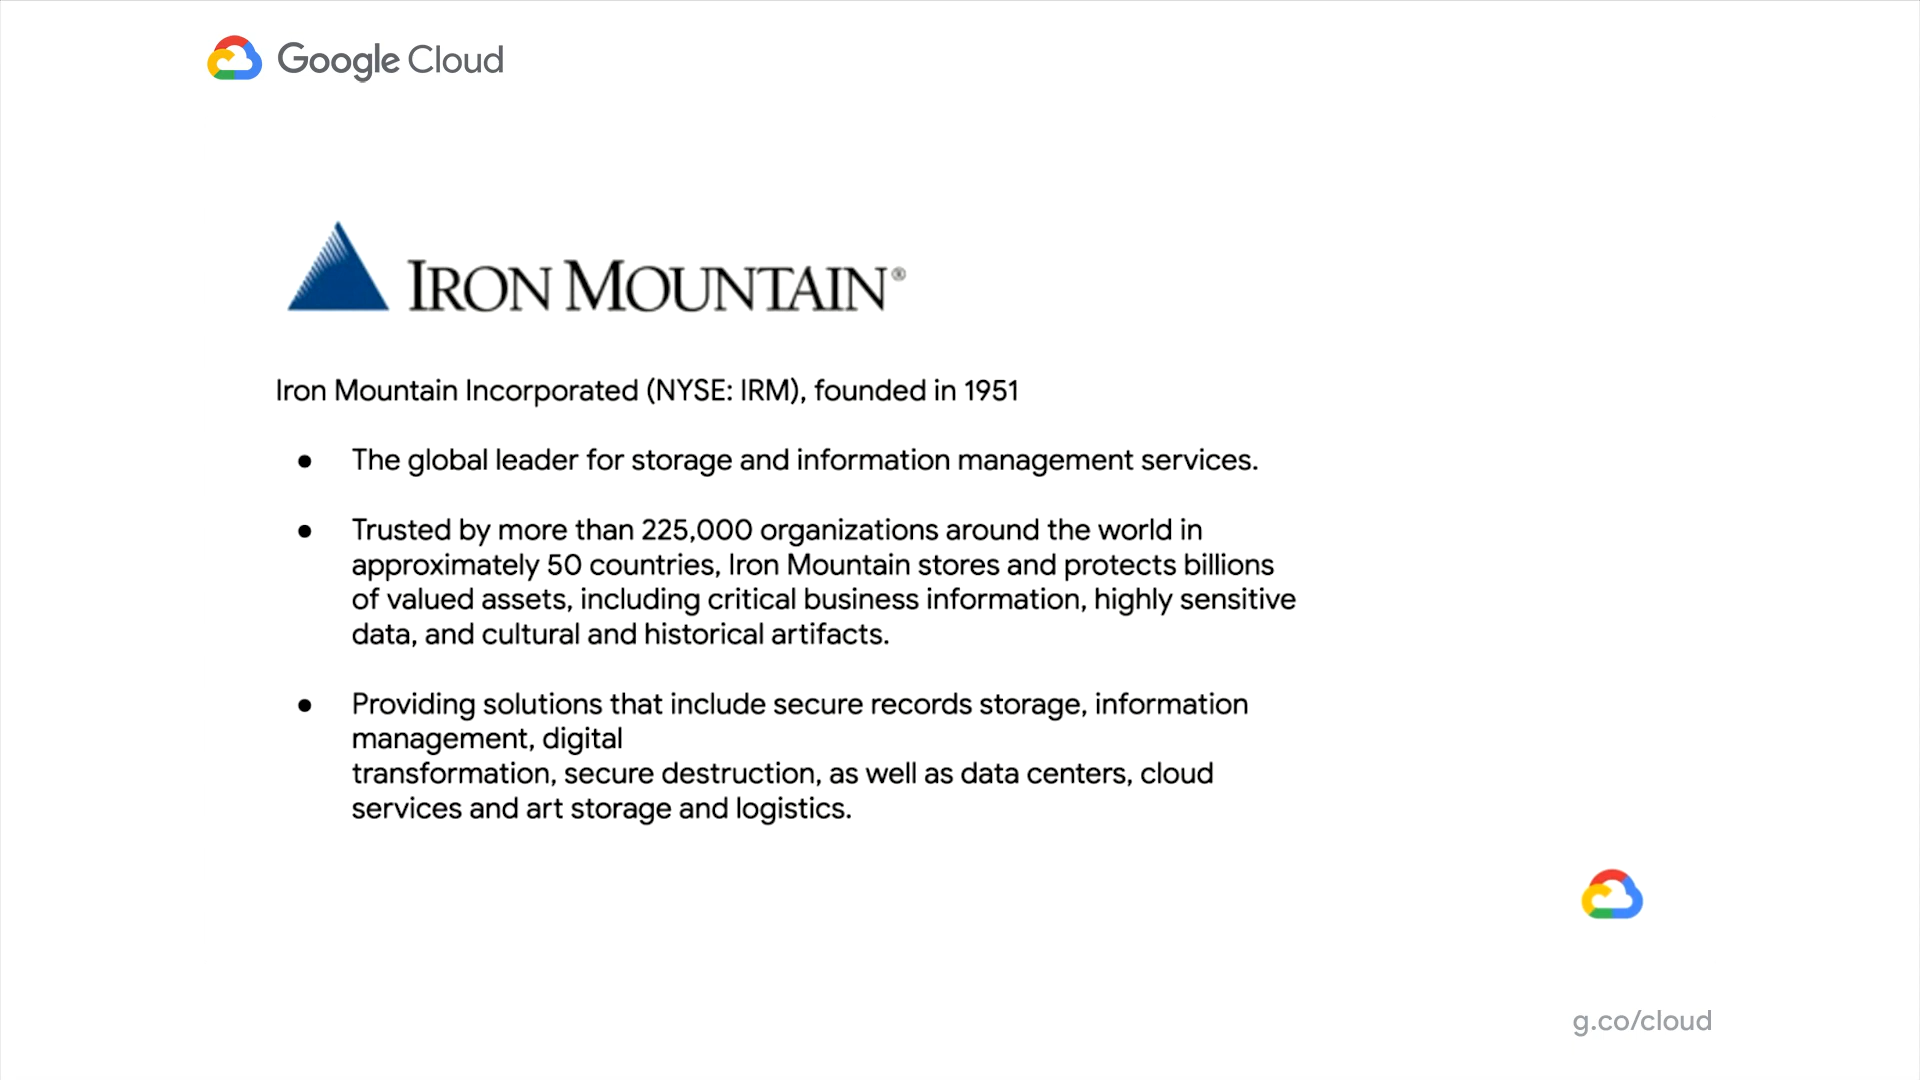 Google Cloud
IRON MOUNTAIN®
Iron Mountain Incorporated (NYSE: IRM), founded in 1951
● The global leader for storage and information management services.
● Trusted by more than 225,000 organizations around the world in
approximately 50 countries, Iron Mountain stores and protects billions
of valued assets, including critical business information, highly sensitive
data, and cultural and historical artifacts.
● Providing solutions that include secure records storage, information
management, digital
transformation, secure destruction, as well as data centers, cloud
services and art storage and logistics.
g.co/cloud